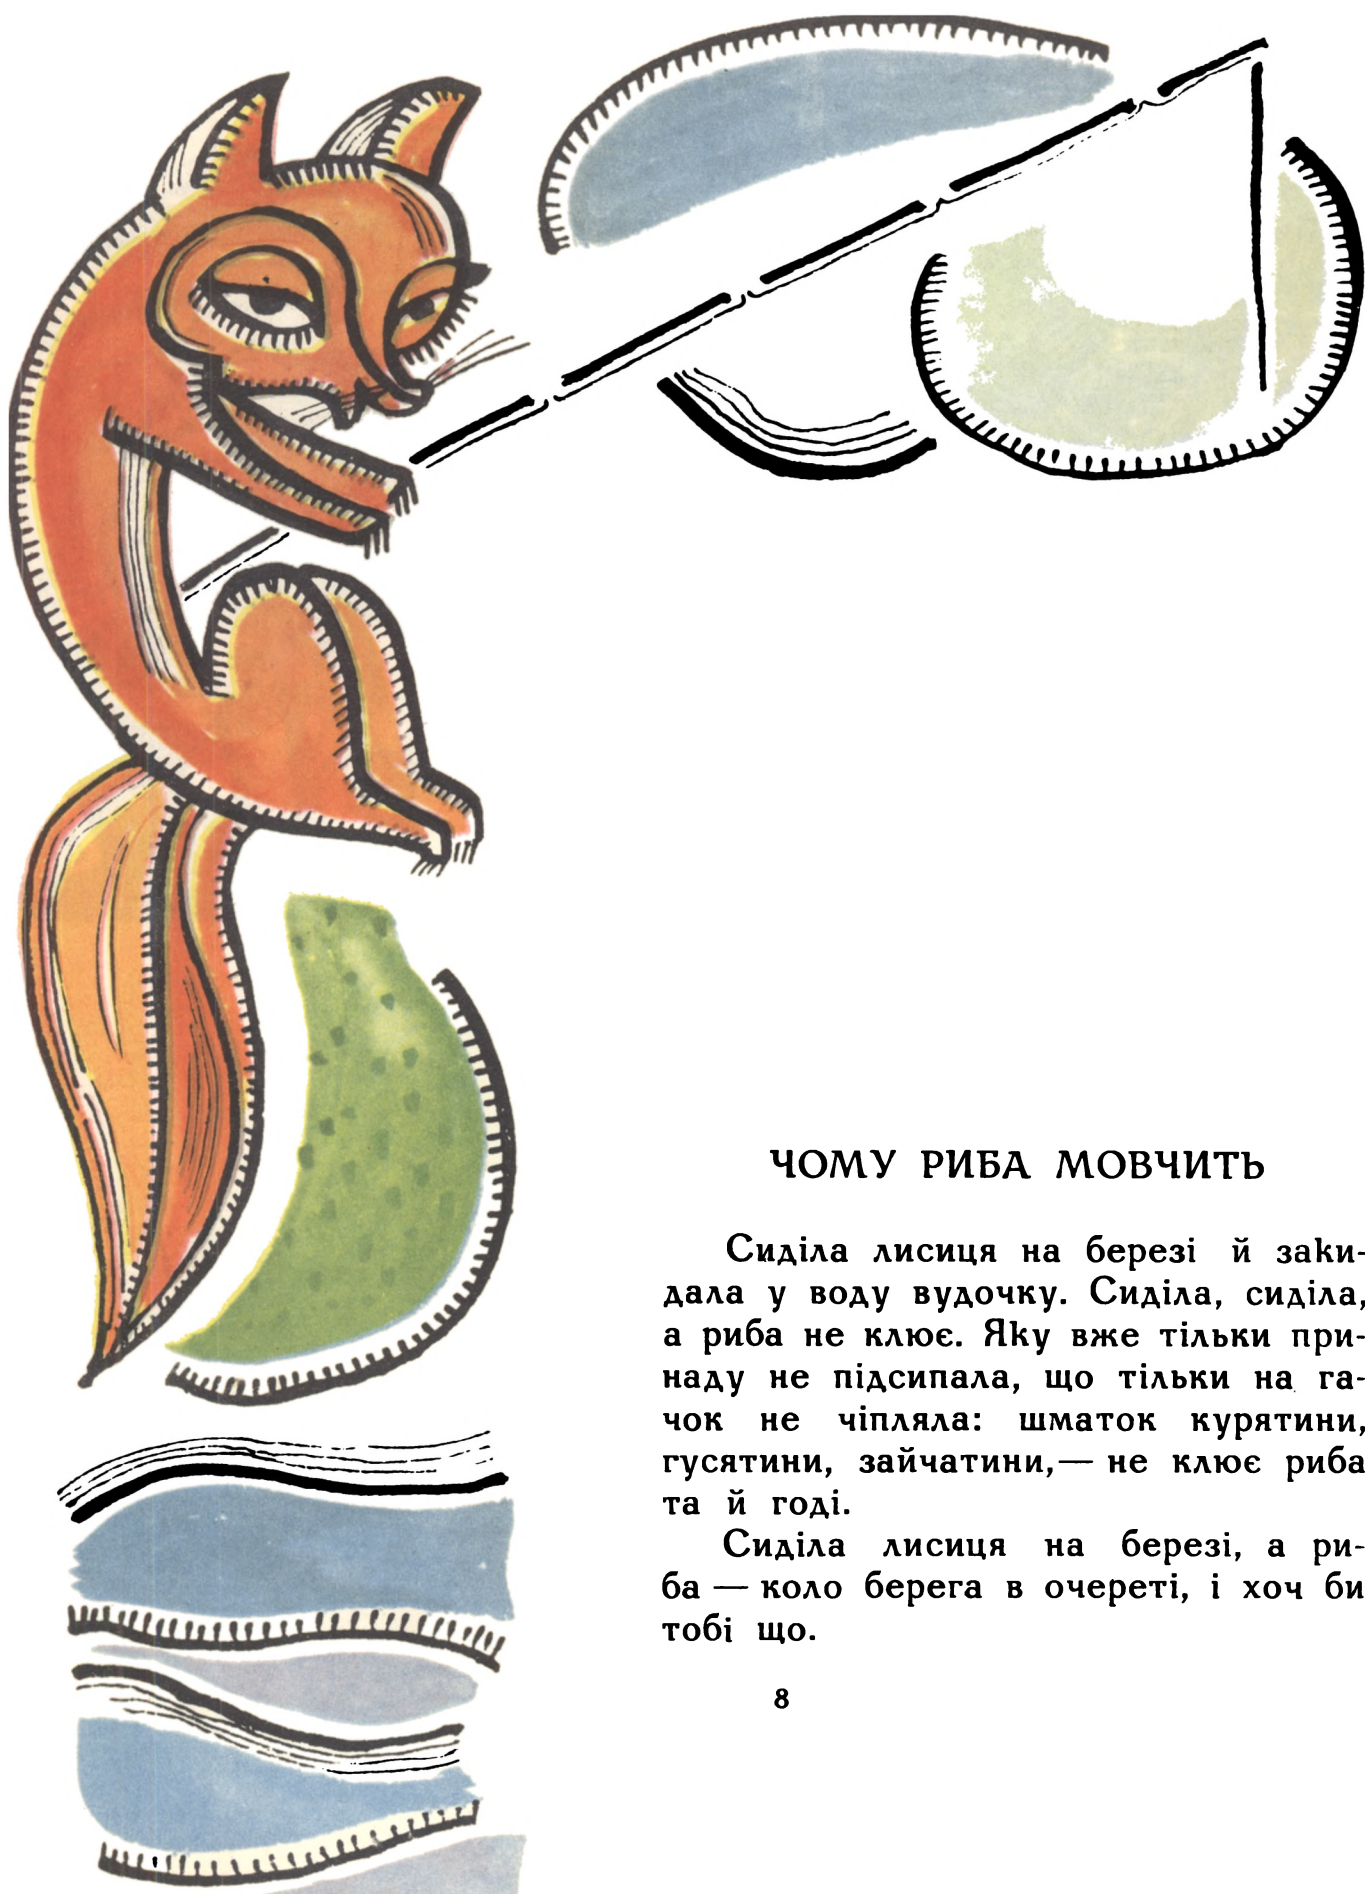 ЧОМУ РИБА МОВЧИТЬ
Сиділа лисиця на березі й заки-
дала у воду вудочку. Сиділа, сиділа,
а риба не клює. Яку вже тільки при-
наду не підсипала, що тільки на га-
чок не чіпляла: шматок курятини,
гусятини, зайчатини,— не клює риба
та й годі.
Сиділа лисиця на березі, а ри-
ба — коло берега в очереті, і хоч би
тобі що.
8